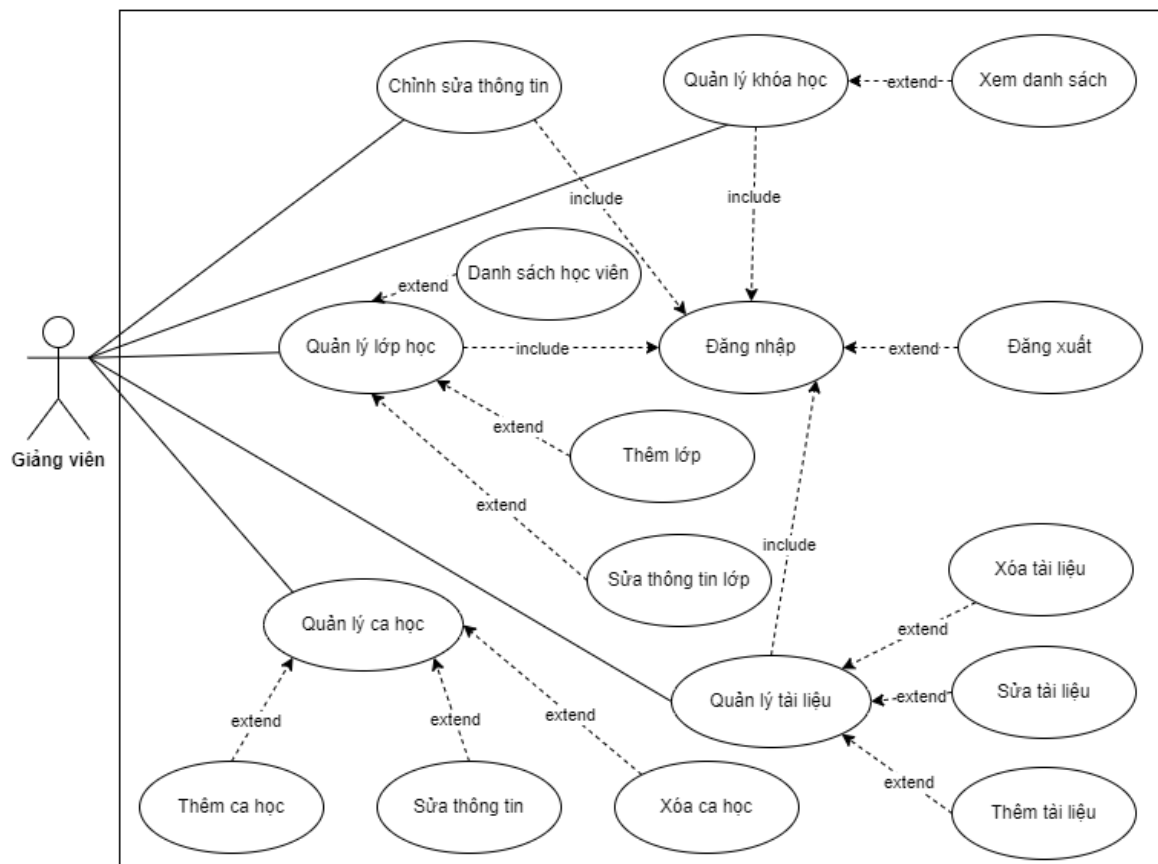 Chỉnh sửa thông tin
Quản lý khóa học
extend
Xem danh sách
include
include
Danh sách học viên
extend
Quản lý lớp học
include
Đăng nhập
extend
Đăng xuất
Giảng viên
extend
Thêm lớp
extend
include
Sửa thông tin lớp
Xóa tài liệu
Quản lý ca học
extend
Quản lý tài liệu
extend
Sửa tài liệu
extend
extend
extend
extend
Thêm ca học
Sửa thông tin
Xóa ca học
Thêm tài liệu